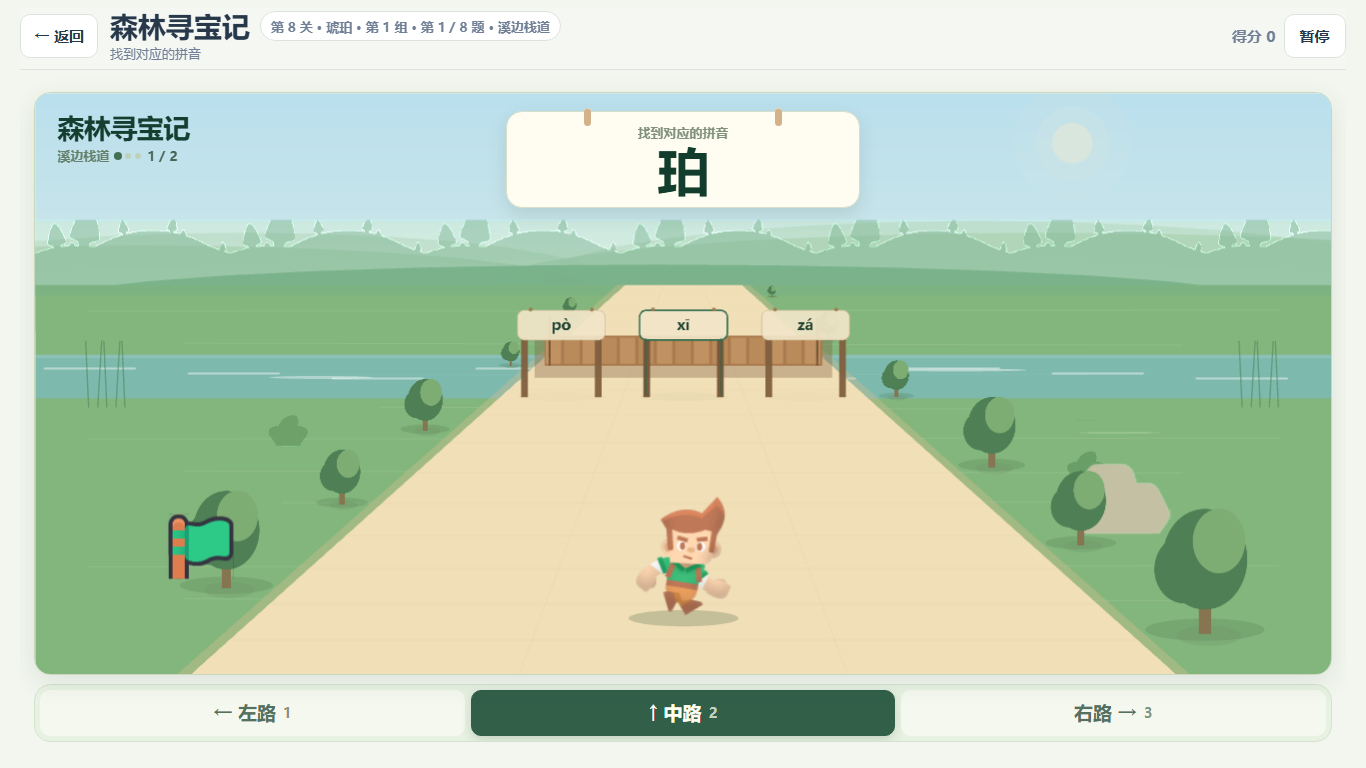 ← 返回
森林寻宝记
第 8 关 • 琥珀 • 第 1 组 • 第 1 / 8 题 • 溪边栈道
找到对应的拼音
得分 0
暂停
森林寻宝记
溪边栈道 1 / 2
找到对应的拼音
珀
pò
xī
zá
← 左路 1
↑ 中路 2
右路 → 3